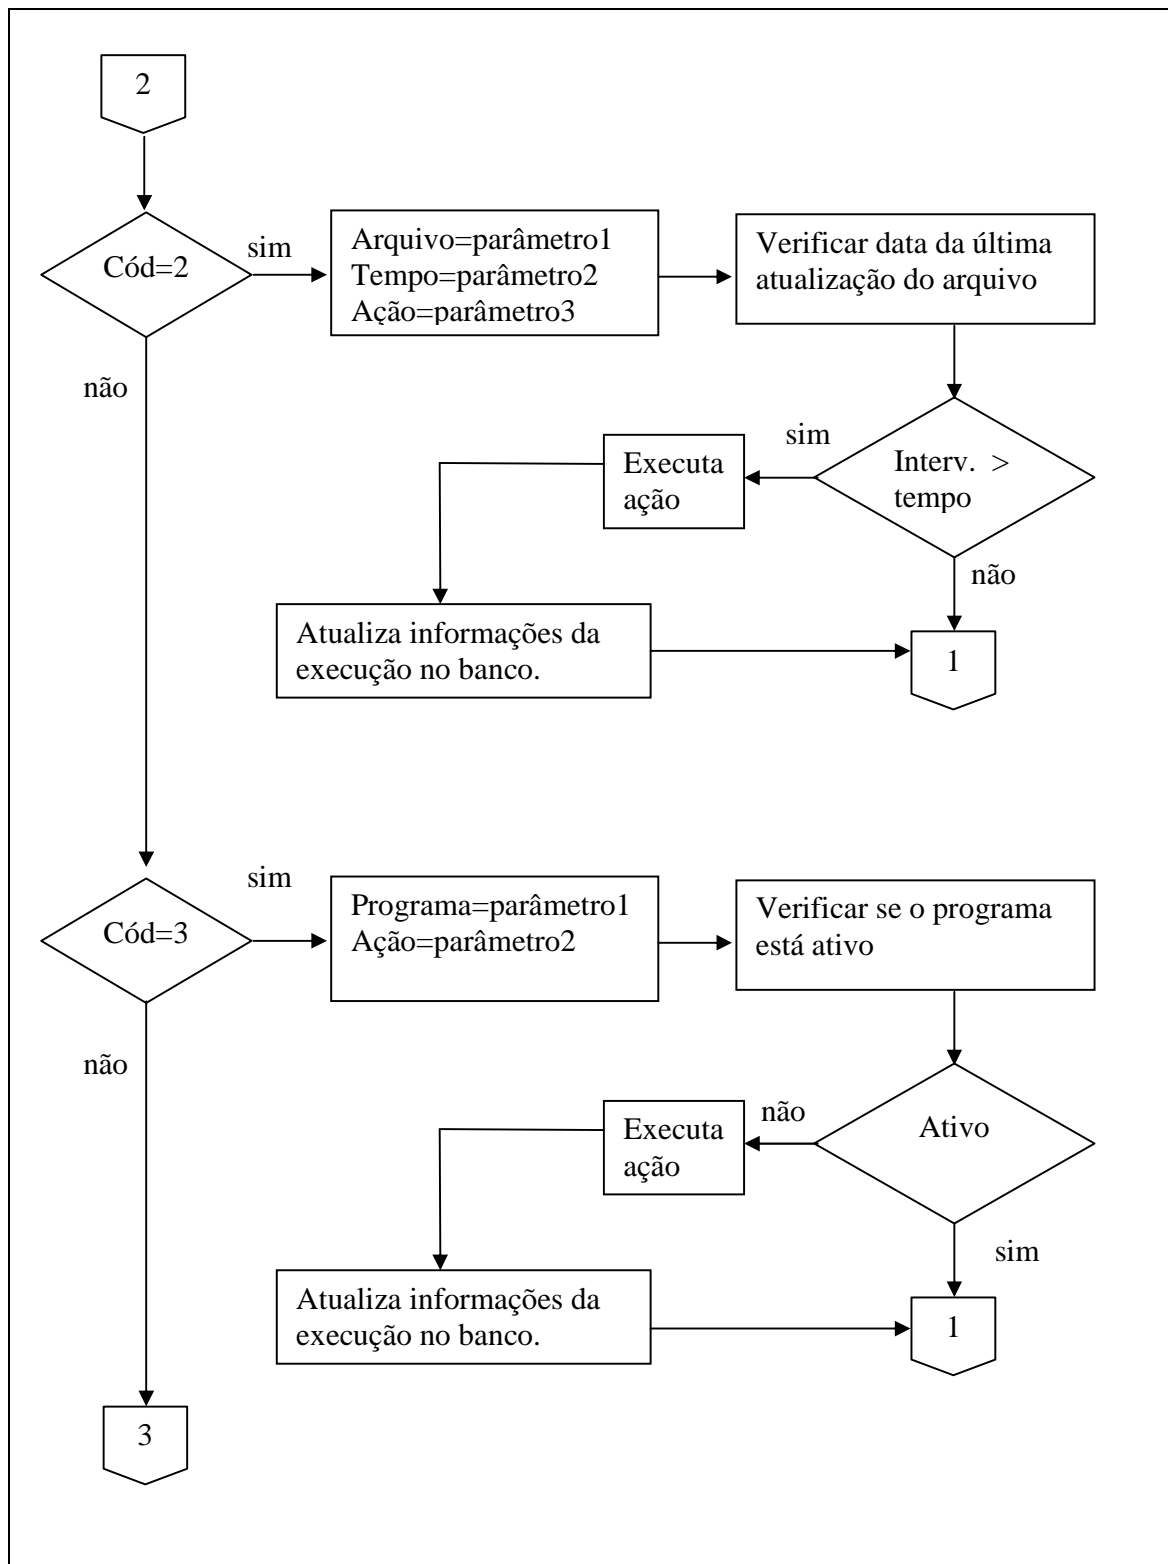 2
Cód=2
sim
Arquivo=parâmetro1
Tempo=parâmetro2
Ação=parâmetro3
Verificar data da última
atualização do arquivo
não
sim
Executa
ação
Interv. >
tempo
não
Atualiza informações da
execução no banco.
1
Cód=3
sim
Programa=parâmetro1
Ação=parâmetro2
Verificar se o programa
está ativo
não
Executa
ação
não
Ativo
sim
Atualiza informações da
execução no banco.
1
3